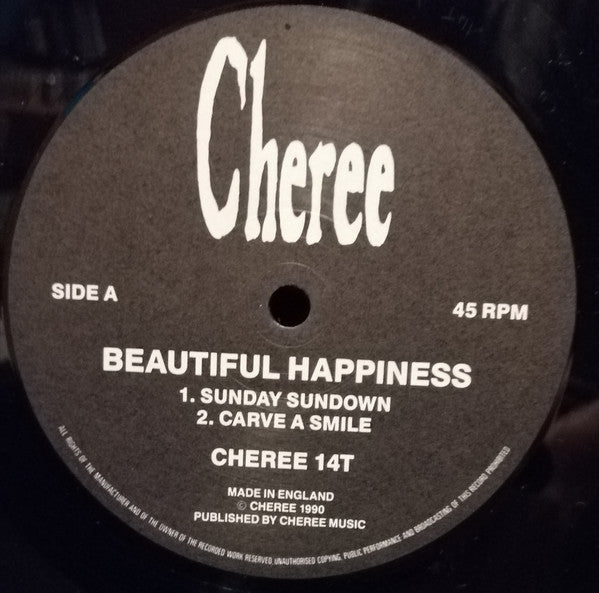 Cheree
SIDE A
45 RPM
BEAUTIFUL HAPPINESS
1. SUNDAY SUNDOWN
2. CARVE A SMILE
CHEREE 14T
MADE IN ENGLAND
© CHEREE 1990
PUBLISHED BY CHEREE MUSIC
ALL RIGHTS OF THE MANUFACTURER AND OF THE OWNER OF THE RECORDED WORK RESERVED. UNAUTHORISED COPYING, PUBLIC PERFORMANCE AND BROADCASTING OF THIS RECORD PROHIBITED